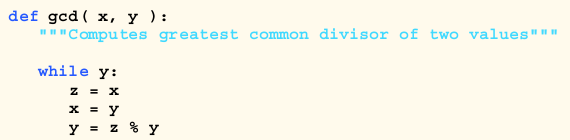 def gcd( x, y ):
"""Computes greatest common divisor of two values"""
while y:
z = x
x = y
y = z % y